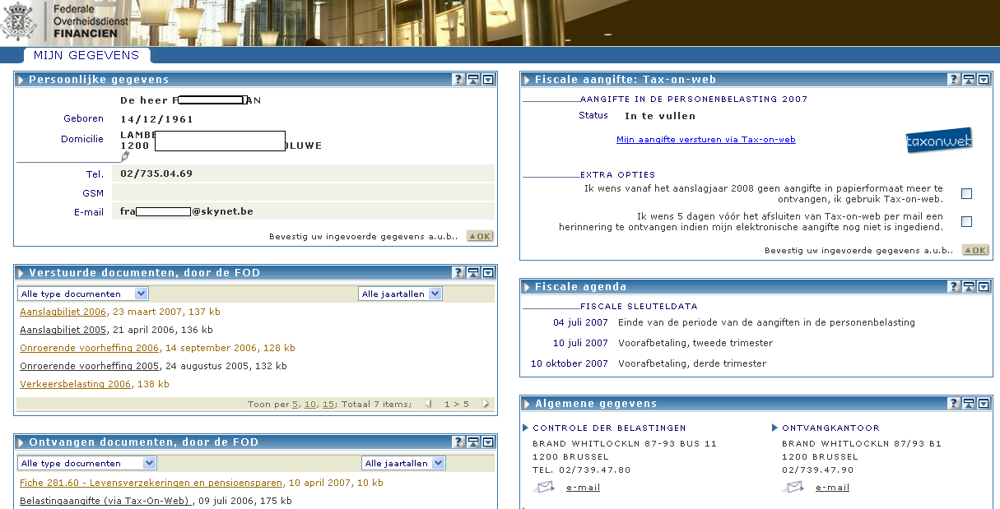 Federale
Overheidsdienst
FINANCIEN
MIJN GEGEVENS
Persoonlijke gegevens
?
De heer F AN
Geboren 14/12/1961
Domicilie LAMBE
1200 LUWE
Tel. 02/735.04.69
GSM
E-mail fra @skynet.be
Bevestig uw ingevoerde gegevens a.u.b.. OK
Verstuurde documenten, door de FOD
?
Alle type documenten Alle jaartallen
Aanslagbiljet 2006, 23 maart 2007, 137 kb
Aanslagbiljet 2005, 21 april 2006, 136 kb
Onroerende voorheffing 2006, 14 september 2006, 128 kb
Onroerende voorheffing 2005, 24 augustus 2005, 132 kb
Verkeersbelasting 2006, 138 kb
Toon per 5, 10, 15; Totaal 7 items; 1 > 5
Ontvangen documenten, door de FOD
?
Alle type documenten Alle jaartallen
Fiche 281.60 - Levensverzekeringen en pensioensparen, 10 april 2007, 10 kb
Belastingaangifte (via Tax-On-Web) , 09 juli 2006, 175 kb
Fiscale aangifte: Tax-on-web
?
AANGIFTE IN DE PERSONENBELASTING 2007
Status In te vullen
Mijn aangifte versturen via Tax-on-web
taxonweb
EXTRA OPTIES
Ik wens vanaf het aanslagjaar 2008 geen aangifte in papierformaat meer te
ontvangen, ik gebruik Tax-on-web.
Ik wens 5 dagen vóór het afsluiten van Tax-on-web per mail een
herinnering te ontvangen indien mijn elektronische aangifte nog niet is ingediend.
Bevestig uw ingevoerde gegevens a.u.b.. OK
Fiscale agenda
?
FISCALE SLEUTELDATA
04 juli 2007 Einde van de periode van de aangiften in de personenbelasting
10 juli 2007 Voorafbetaling, tweede trimester
10 oktober 2007 Voorafbetaling, derde trimester
Algemene gegevens
?
CONTROLE DER BELASTINGEN
BRAND WHITLOCKLN 87-93 BUS 11
1200 BRUSSEL
TEL. 02/739.47.80
e-mail
ONTVANGKANTOOR
BRAND WHITLOCKLN 87/93 B1
1200 BRUSSEL
02/739.47.90
e-mail